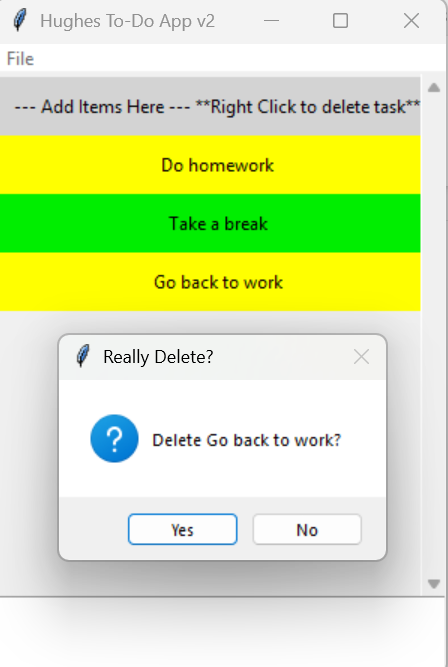 Hughes To-Do App v2
File
--- Add Items Here --- **Right Click to delete task**
Do homework
Take a break
Go back to work
Really Delete?
Delete Go back to work?
Yes No